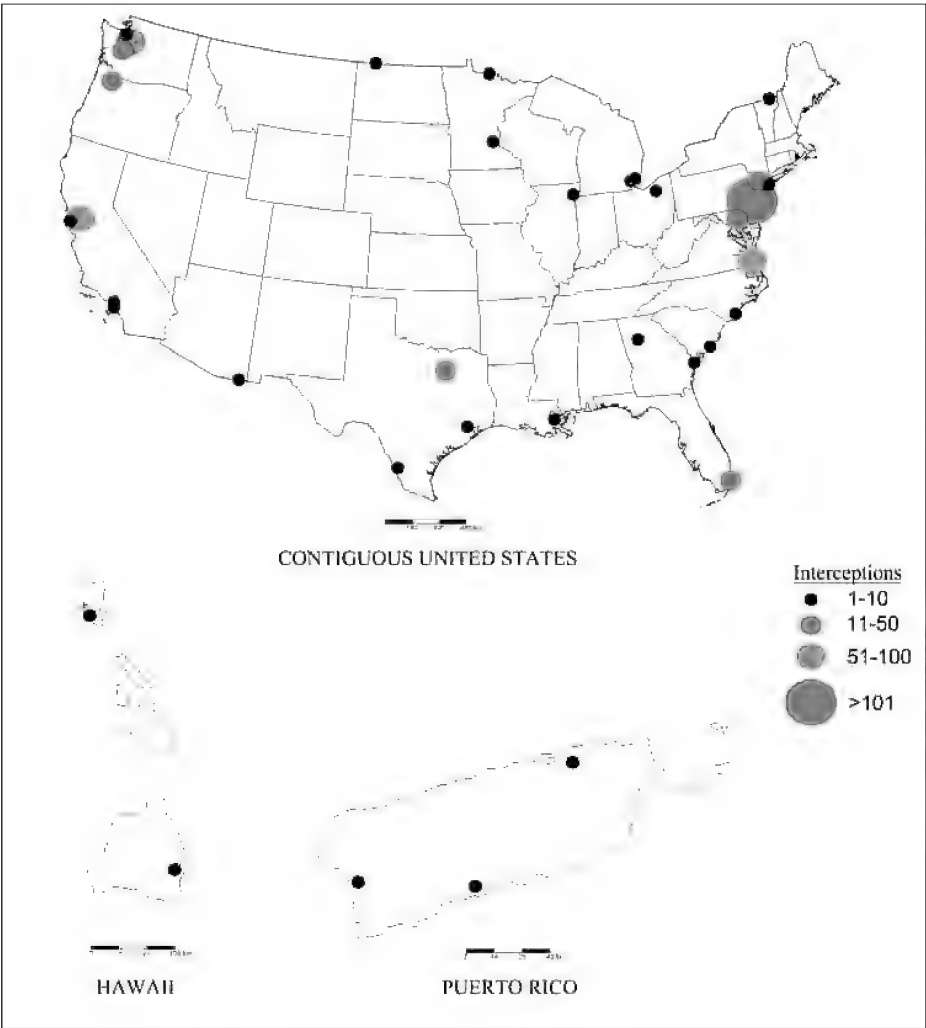 CONTIGUOUS UNITED STATES
Interceptions
1-10
11-50
51-100
>101
HAWAII
PUERTO RICO